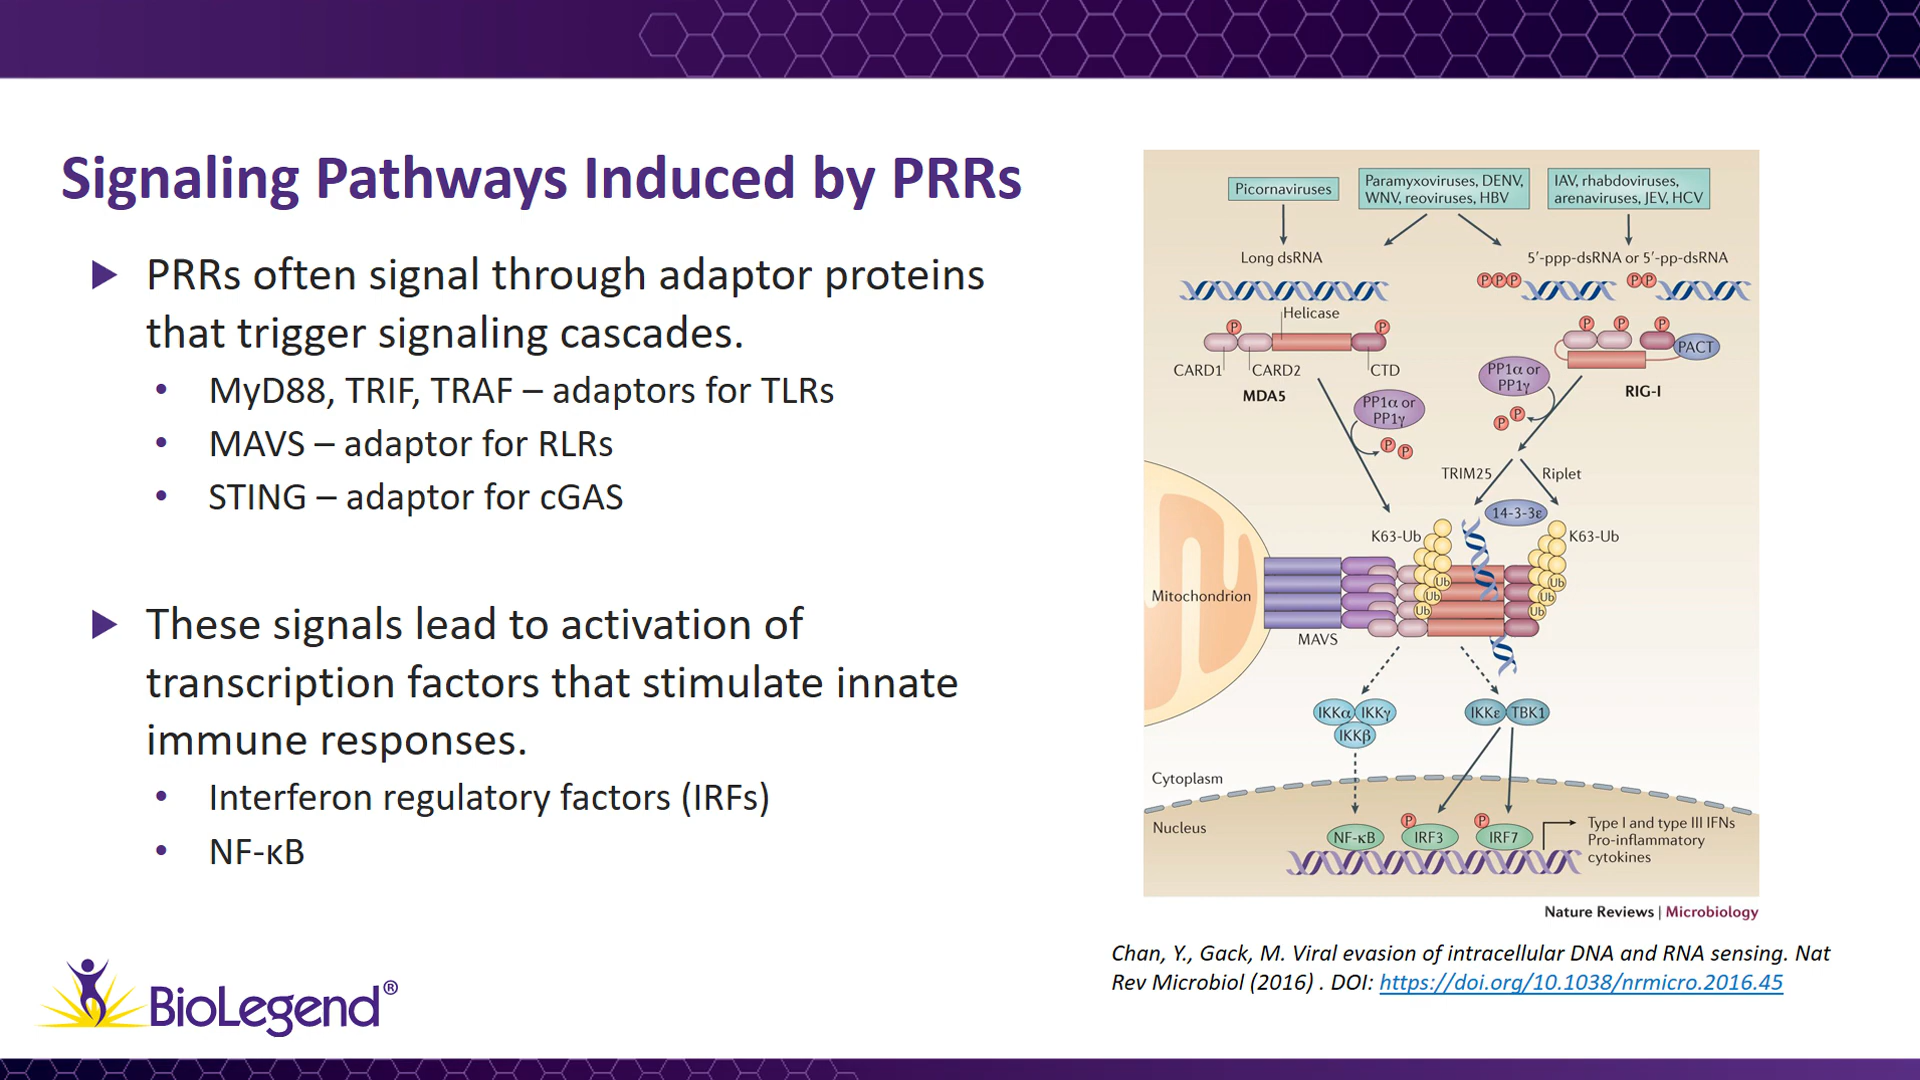 Signaling Pathways Induced by PRRs
PRRs often signal through adaptor proteins
that trigger signaling cascades.
• MyD88, TRIF, TRAF – adaptors for TLRs
• MAVS – adaptor for RLRs
• STING – adaptor for cGAS
These signals lead to activation of
transcription factors that stimulate innate
immune responses.
• Interferon regulatory factors (IRFs)
• NF-κB
BioLegend®
Picornaviruses
Paramyxoviruses, DENV,
WNV, reoviruses, HBV
IAV, rhabdoviruses,
arenaviruses, JEV, HCV
Long dsRNA
5′-ppp-dsRNA or 5′-pp-dsRNA
P P P
P P
Helicase
P
P
CARD1
CARD2
CTD
MDA5
P
P
P
PACT
RIG-I
PP1α or
PP1γ
P P
PP1α or
PP1γ
P P
TRIM25
Riplet
14-3-3ε
K63-Ub
K63-Ub
Ub
Ub
Ub
Ub
Ub
Ub
Mitochondrion
MAVS
IKKα
IKKγ
IKKβ
IKKε
TBK1
Cytoplasm
Nucleus
NF-κB
P
IRF3
P
IRF7
Type I and type III IFNs
Pro-inflammatory
cytokines
Nature Reviews | Microbiology
Chan, Y., Gack, M. Viral evasion of intracellular DNA and RNA sensing. Nat
Rev Microbiol (2016) . DOI: https://doi.org/10.1038/nrmicro.2016.45